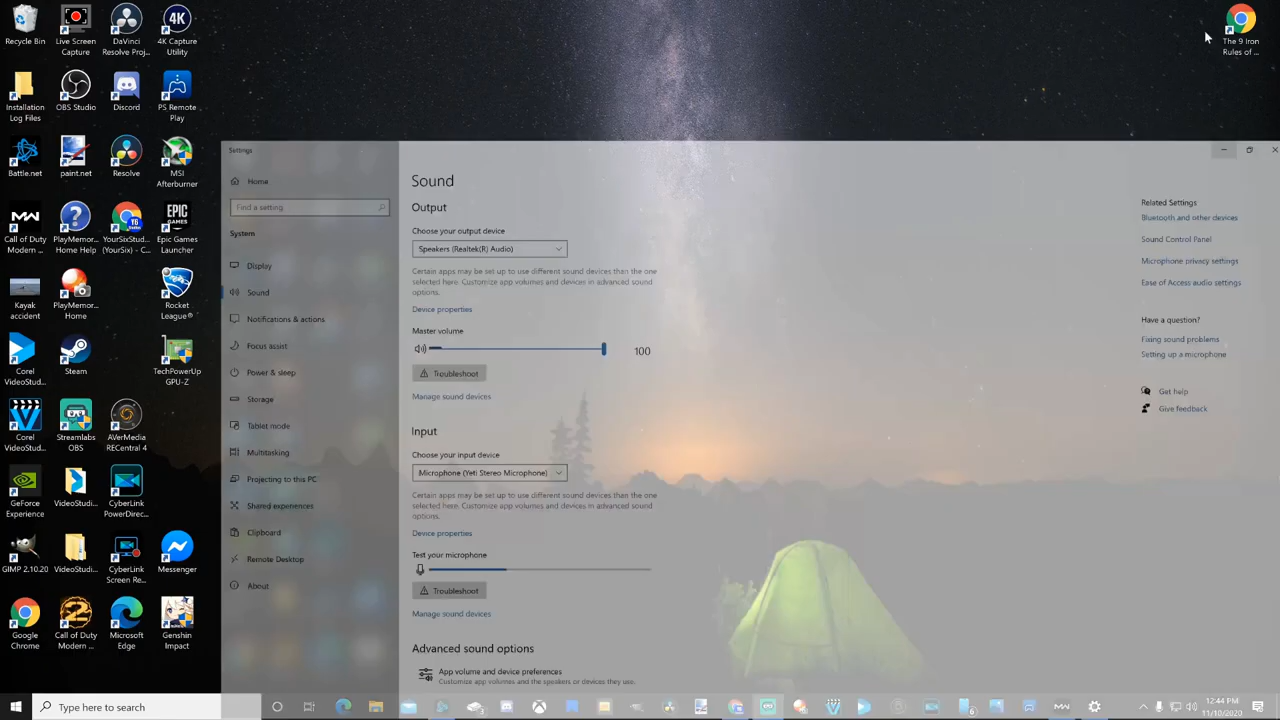 Recycle Bin
Live Screen
Capture
DaVinci
Resolve Proj...
4K
4K Capture
Utility
Installation
Log Files
OBS Studio
Discord
PS Remote
Play
Battle.net
paint.net
Resolve
MSI
Afterburner
Call of Duty
Modern ...
PlayMemor...
Home Help
YourSixStud...
(YourSix) - C...
Epic Games
Launcher
Kayak
accident
PlayMemor...
Home
Rocket
League®
Corel
VideoStud...
Steam
TechPowerUp
GPU-Z
Corel
VideoStud...
Streamlabs
OBS
AVerMedia
RECentral 4
GeForce
Experience
VideoStudi...
CyberLink
PowerDirec...
GIMP 2.10.20
VideoStudi...
CyberLink
Screen Re...
Messenger
Google
Chrome
Call of Duty
Modern ...
Microsoft
Edge
Genshin
Impact
The 9 Iron
Rules of ...
Settings
Home
Find a setting
System
Display
Sound
Notifications & actions
Focus assist
Power & sleep
Storage
Tablet mode
Multitasking
Projecting to this PC
Shared experiences
Clipboard
Remote Desktop
About
Sound
Output
Choose your output device
Speakers (Realtek(R) Audio)
Certain apps may be set up to use different sound devices than the
one selected here. Customize app volumes and devices in advanced sound
options.
Device properties
Master volume
100
Troubleshoot
Manage sound devices
Input
Choose your input device
Microphone (Yeti Stereo Microphone)
Certain apps may be set up to use different sound devices than the one
selected here. Customize app volumes and devices in advanced sound
options.
Device properties
Test your microphone
Troubleshoot
Manage sound devices
Advanced sound options
App volume and device preferences
Customize app volumes and the speakers or devices they use.
Related Settings
Bluetooth and other devices
Sound Control Panel
Microphone privacy settings
Ease of Access audio settings
Have a question?
Fixing sound problems
Setting up a microphone
Get help
Give feedback
Type here to search
12:44 PM
11/10/2020